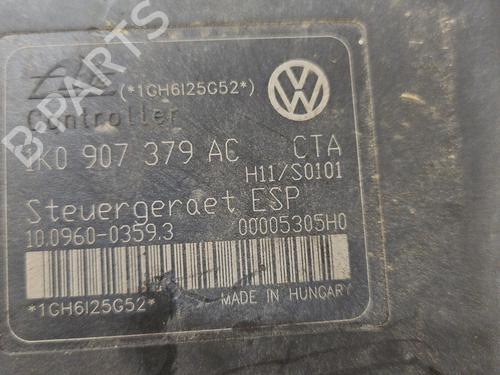 (*1GH6I25G52*)
Controller
1K0 907 379 AC CTA
H11/S0101
Steuergeraet ESP
10.0960-0359.3 00005305H0
*1GH6I25G52*
MADE IN HUNGARY
B-PARTS